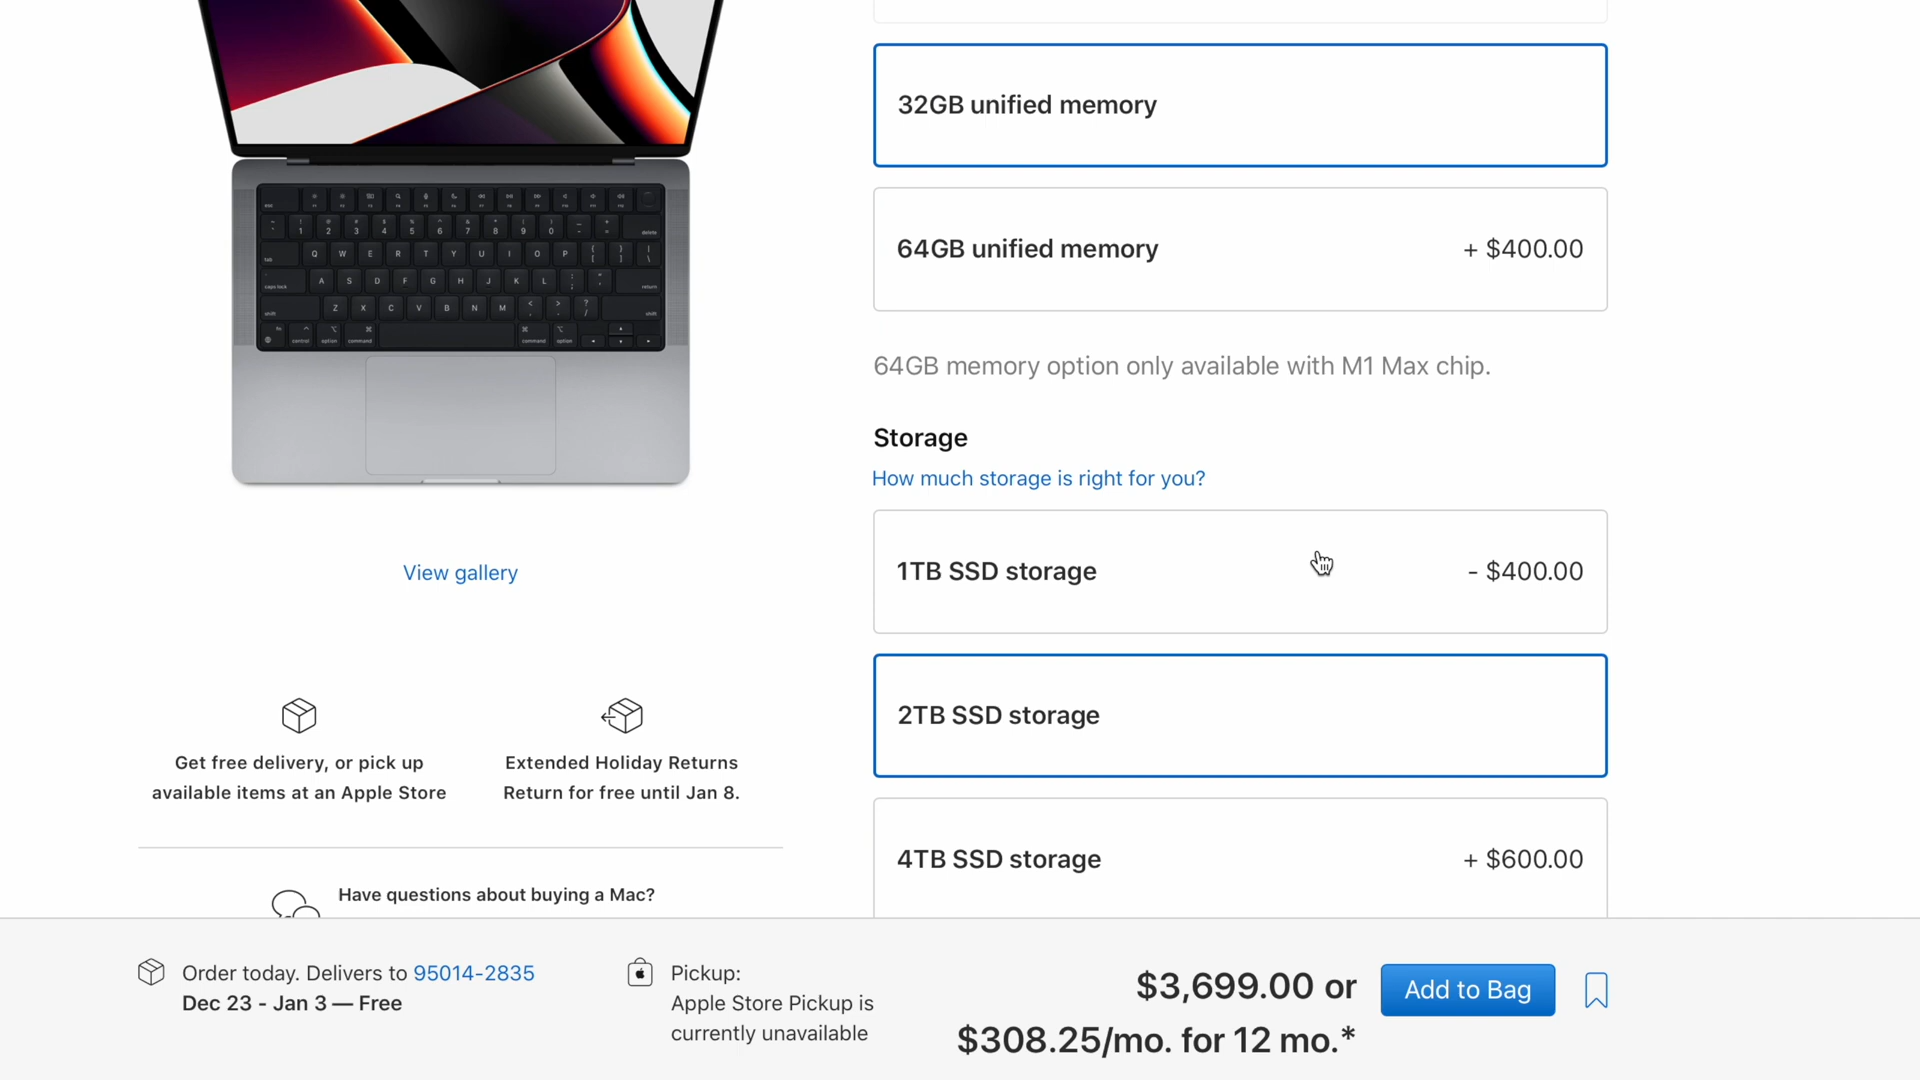 32GB unified memory
64GB unified memory + $400.00
64GB memory option only available with M1 Max chip.
Storage
How much storage is right for you?
1TB SSD storage - $400.00
2TB SSD storage
4TB SSD storage + $600.00
View gallery
Get free delivery, or pick up
available items at an Apple Store
Extended Holiday Returns
Return for free until Jan 8.
Have questions about buying a Mac?
Order today. Delivers to 95014-2835
Dec 23 - Jan 3 — Free
Pickup:
Apple Store Pickup is
currently unavailable
$3,699.00 or
$308.25/mo. for 12 mo.*
Add to Bag